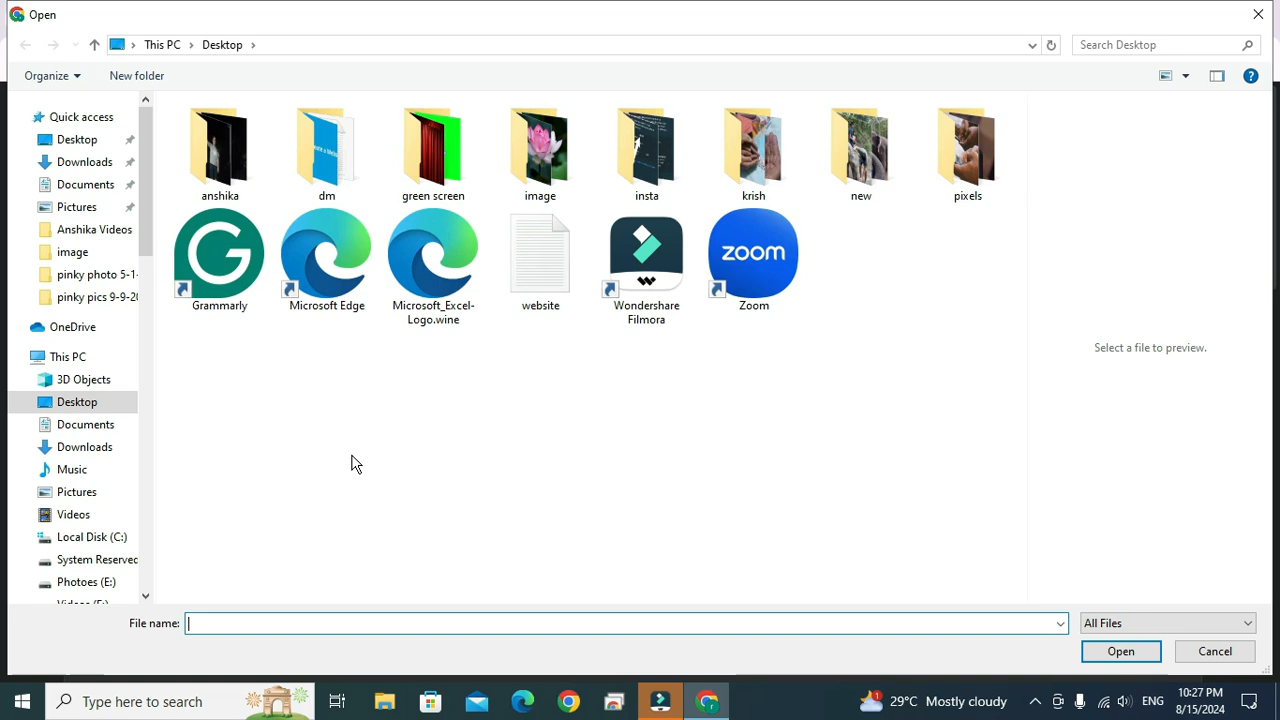 Open
This PC
Desktop
Search Desktop
Organize
New folder
Quick access
Desktop
Downloads
Documents
Pictures
Anshika Videos
image
pinky photo 5-1-
pinky pics 9-9-20
OneDrive
This PC
3D Objects
Desktop
Documents
Downloads
Music
Pictures
Videos
Local Disk (C:)
System Reserved
Photoes (E:)
anshika
dm
green screen
image
insta
krish
new
pixels
zoom
Grammarly
Microsoft Edge
Microsoft_Excel-
Logo.wine
website
Wondershare
Filmora
Zoom
Select a file to preview.
File name:
All Files
Open
Cancel
Type here to search
29°C Mostly cloudy
ENG
10:27 PM
8/15/2024